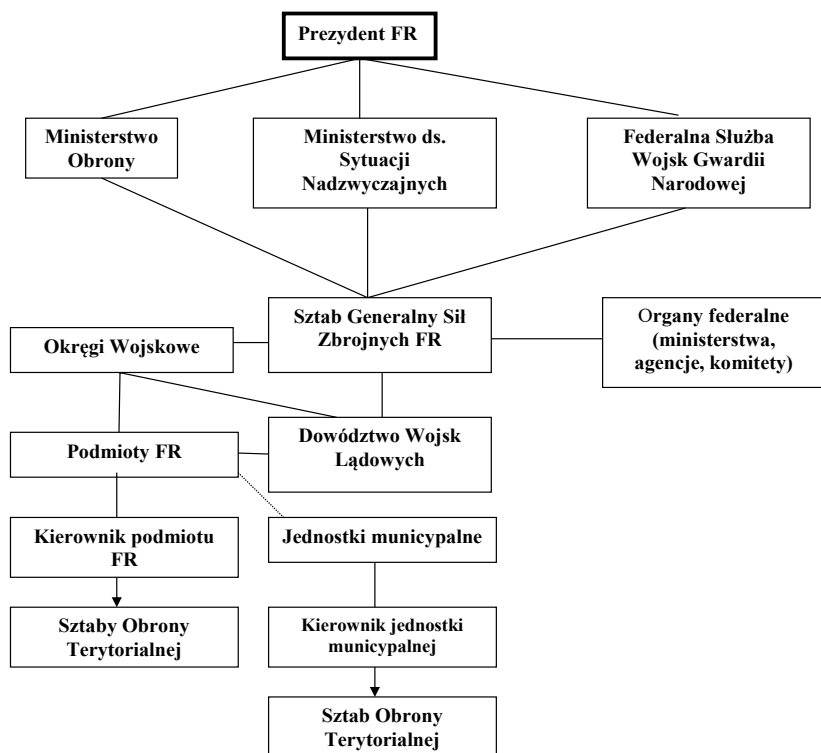 Prezydent FR
Ministerstwo
Obrony
Ministerstwo ds.
Sytuacji
Nadzwyczajnych
Federalna Służba
Wojsk Gwardii
Narodowej
Sztab Generalny Sił
Zbrojnych FR
Organy federalne
(ministerstwa,
agencje, komitety)
Okręgi Wojskowe
Podmioty FR
Dowództwo Wojsk
Lądowych
Kierownik podmiotu
FR
Jednostki municypalne
Sztaby Obrony
Terytorialnej
Kierownik jednostki
municypalnej
Sztab Obrony
Terytorialnej